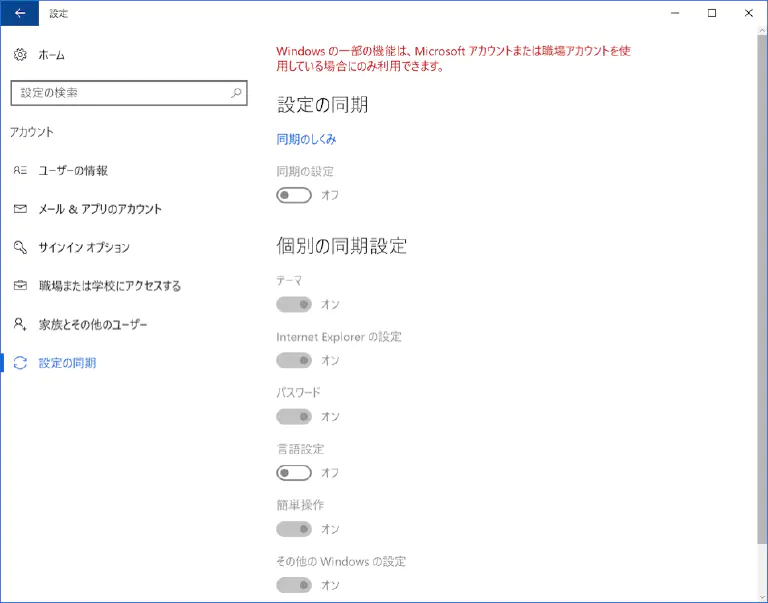 設定
ホーム
設定の検索
アカウント
ユーザーの情報
メール & アプリのアカウント
サインイン オプション
職場または学校にアクセスする
家族とその他のユーザー
設定の同期
Windows の一部の機能は、Microsoft アカウントまたは職場アカウントを使
用している場合にのみ利用できます。
設定の同期
同期のしくみ
同期の設定
オフ
個別の同期設定
テーマ
オン
Internet Explorer の設定
オン
パスワード
オン
言語設定
オフ
簡単操作
オン
その他の Windows の設定
オン